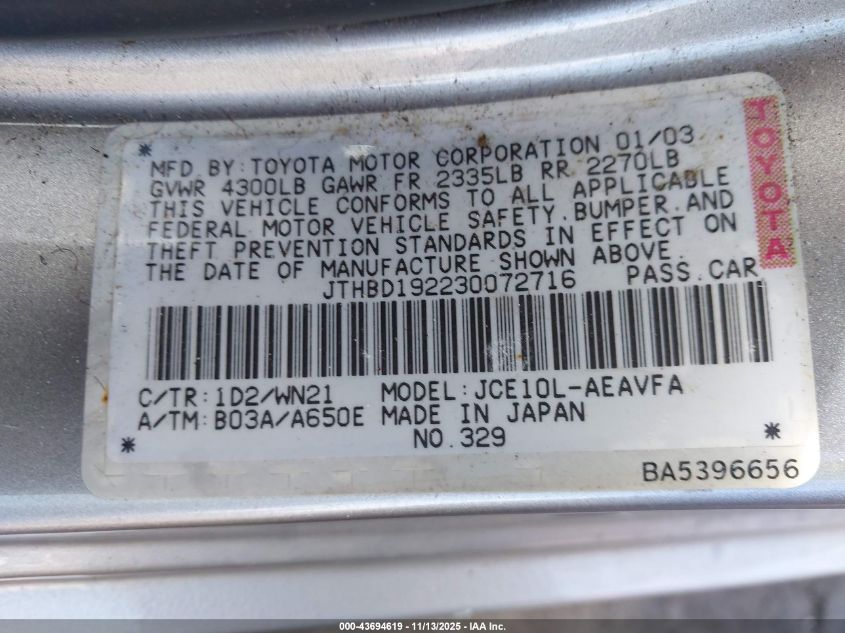 MFD BY: TOYOTA MOTOR CORPORATION 01/03
GVWR 4300LB GAWR FR 2335LB RR 2270LB
THIS VEHICLE CONFORMS TO ALL APPLICABLE
FEDERAL MOTOR VEHICLE SAFETY, BUMPER, AND
THEFT PREVENTION STANDARDS IN EFFECT ON
THE DATE OF MANUFACTURE SHOWN ABOVE.
JTHBD192230072716 PASS. CAR
TOYOTA
C/TR: 1D2/WN21 MODEL: JCE10L-AEAVFA
A/TM: B03A/A650E MADE IN JAPAN
NO. 329
BA5396656
000-43694619 - 11/13/2025 - IAA Inc.